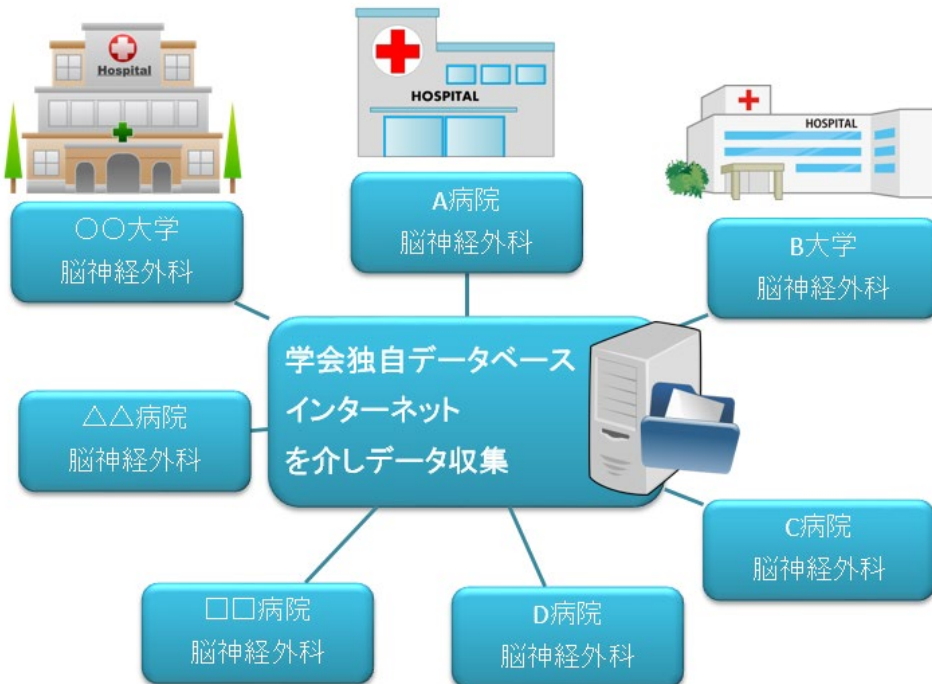 Hospital
HOSPITAL
HOSPITAL
〇〇大学
脳神経外科
A病院
脳神経外科
B大学
脳神経外科
学会独自データベース
インターネット
を介しデータ収集
△△病院
脳神経外科
C病院
脳神経外科
□□病院
脳神経外科
D病院
脳神経外科